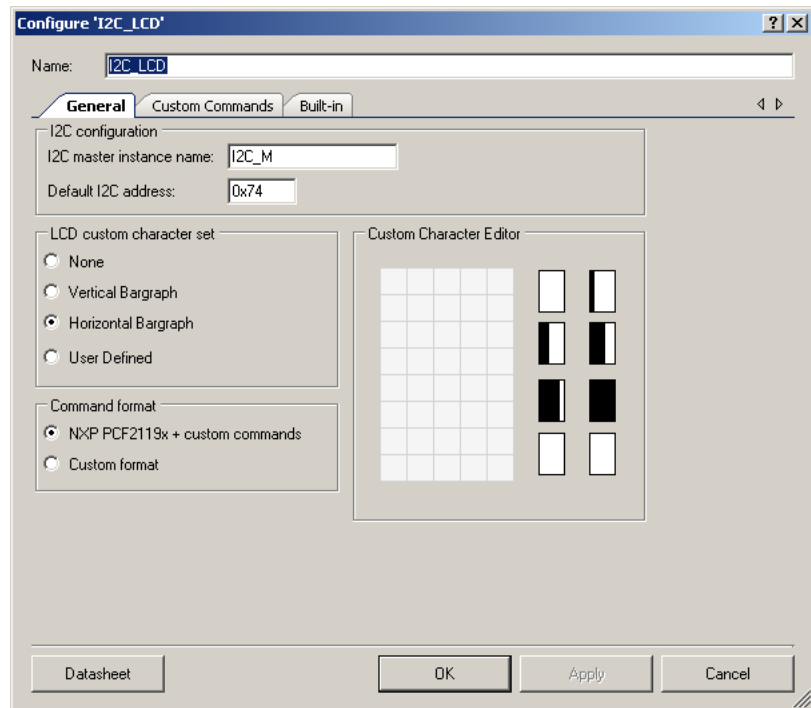 Configure 'I2C_LCD'
Name: I2C_LCD
General Custom Commands Built-in
I2C configuration
I2C master instance name: I2C_M
Default I2C address: 0x74
LCD custom character set
None
Vertical Bargraph
Horizontal Bargraph
User Defined
Custom Character Editor
Command format
NXP PCF2119x + custom commands
Custom format
Datasheet OK Apply Cancel